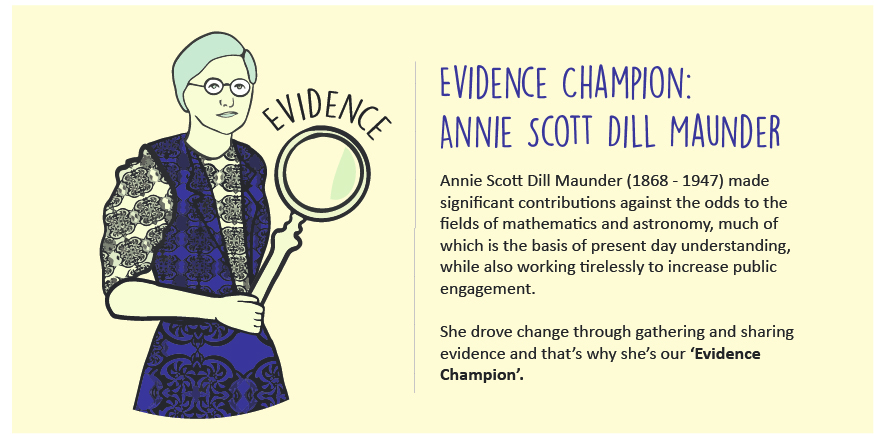 EVIDENCE
EVIDENCE CHAMPION:
ANNIE SCOTT DILL MAUNDER
Annie Scott Dill Maunder (1868 - 1947) made
significant contributions against the odds to the
fields of mathematics and astronomy, much of
which is the basis of present day understanding,
while also working tirelessly to increase public
engagement.
She drove change through gathering and sharing
evidence and that's why she's our ‘Evidence
Champion’.